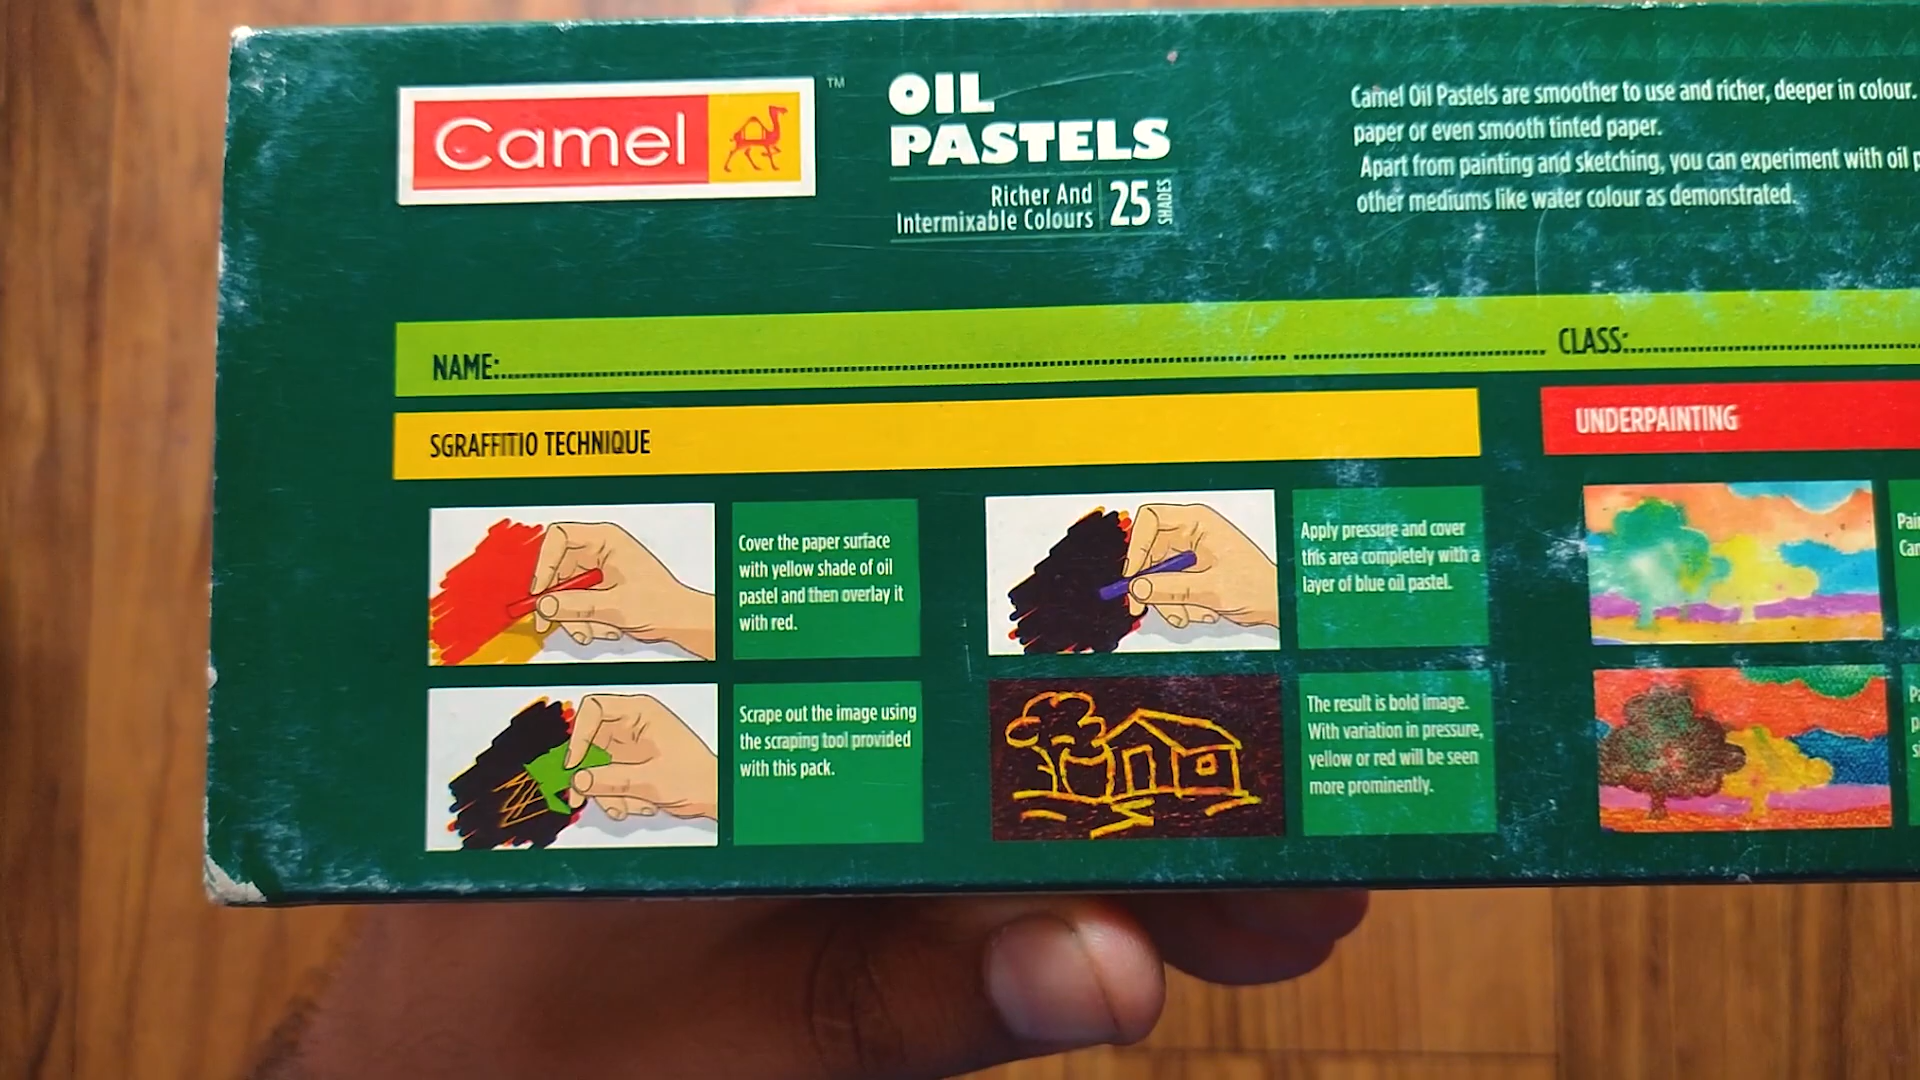 Camel
TM
OIL
PASTELS
Richer And
Intermixable Colours
25
SHADES
Camel Oil Pastels are smoother to use and richer, deeper in colour.
paper or even smooth tinted paper.
Apart from painting and sketching, you can experiment with oil
other mediums like water colour as demonstrated.
NAME:
CLASS:
SGRAFFITIO TECHNIQUE
UNDERPAINTING
Cover the paper surface
with yellow shade of oil
pastel and then overlay it
with red.
Apply pressure and cover
this area completely with a
layer of blue oil pastel.
Scrape out the image using
the scraping tool provided
with this pack.
The result is bold image.
With variation in pressure,
yellow or red will be seen
more prominently.